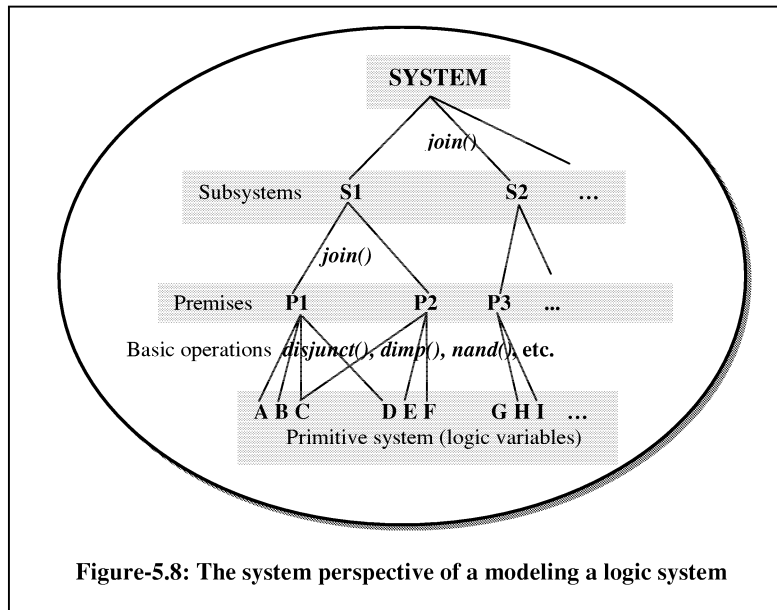 SYSTEM
join()
Subsystems S1 S2 ...
join()
Premises P1 P2 P3 ...
Basic operations disjunct(), dimp(), nand(), etc.
A B C D E F G H I ...
Primitive system (logic variables)
Figure-5.8: The system perspective of a modeling a logic system